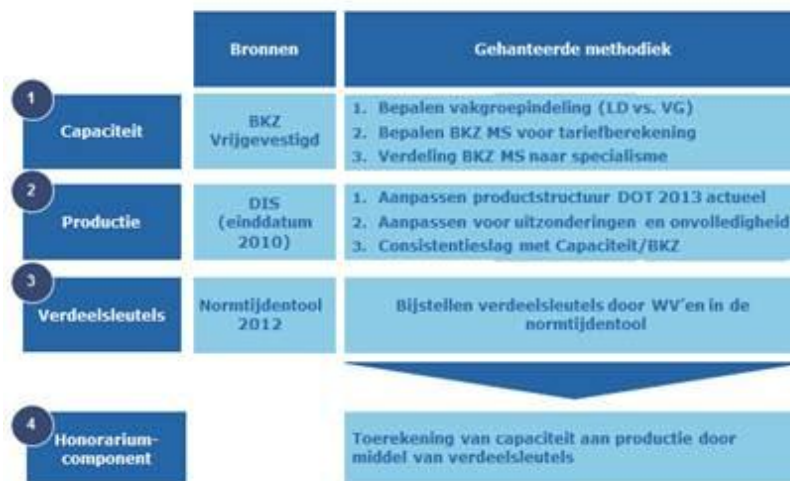 Bronnen
Gehanteerde methodiek
1
Capaciteit
BKZ
Vrijgevestigd
1. Bepalen vakgroepindeling (LD vs. VG)
2. Bepalen BKZ MS voor tariefberekening
3. Verdeling BKZ MS naar specialisme
2
Productie
DIS
(einddatum
2010)
1. Aanpassen productstructuur DOT 2013 actueel
2. Aanpassen voor uitzonderingen en onvolledigheid
3. Consistentieslag met Capaciteit/BKZ
3
Verdeelsleutels
Normtijdentool
2012
Bijstellen verdeelsleutels door WV'en in de
normtijdentool
4
Honorarium-
component
Toerekening van capaciteit aan productie door
middel van verdeelsleutels